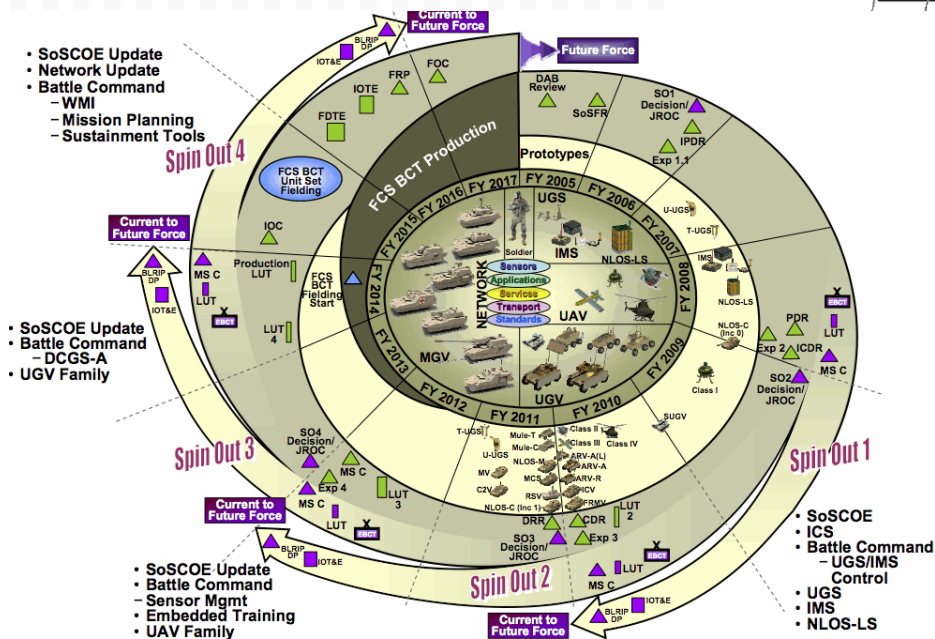 Current to
Future Force
BLRIP
DP
IOT&E
• SoSCOE Update
• Network Update
• Battle Command
– WMI
– Mission Planning
– Sustainment Tools
Spin Out 4
Future Force
FOC
FRP
IOTE
FDTE
DAB
Review
SoSFR
SO1
Decision/
JROC
IPDR
Exp 1.1
FCS BCT
Unit Set
Fielding
FCS BCT Production
Prototypes
FY 2005
FY 2006
FY 2007
FY 2008
FY 2009
FY 2010
FY 2011
FY 2012
FY 2013
FY 2014
FY 2015
FY 2016
FY 2017
Current to
Future Force
BLRIP
DP
IOT&E
IOC
MS C
LUT
X
EBCT
Production
LUT
LUT
4
FCS BCT
Fielding
Start
UGS
Soldier
IMS
NLOS-LS
NETWORK
Sensors
Applications
Services
Transport
Standards
UAV
MGV
UGV
U-UGS
T-UGS
IMS
NLOS-LS
NLOS-C
(Inc 0)
Class I
SUGV
PDR
Exp 2
ICDR
X
EBCT
LUT
MS C
SO2
Decision/
JROC
• SoSCOE Update
• Battle Command
– DCGS-A
• UGV Family
Spin Out 3
SO4
Decision/
JROC
MS C
Exp 4
MS C
LUT
LUT
3
X
EBCT
T-UGS
U-UGS
MV
C2V
Mule-T
Mule-C
NLOS-M
MCS
RSV
NLOS-C (Inc 1)
Class II
Class III
Class IV
ARV-A(L)
ARV-A
ARV-R
ICV
FRMV
DRR
CDR
LUT
2
SO3
Decision/
JROC
Exp 3
MS C
LUT
X
EBCT
Spin Out 1
• SoSCOE
• ICS
• Battle Command
– UGS/IMS
Control
• UGS
• IMS
• NLOS-LS
Current to
Future Force
BLRIP
DP
IOT&E
Spin Out 2
• SoSCOE Update
• Battle Command
– Sensor Mgmt
• Embedded Training
• UAV Family
Current to
Future Force
BLRIP
DP
IOT&E